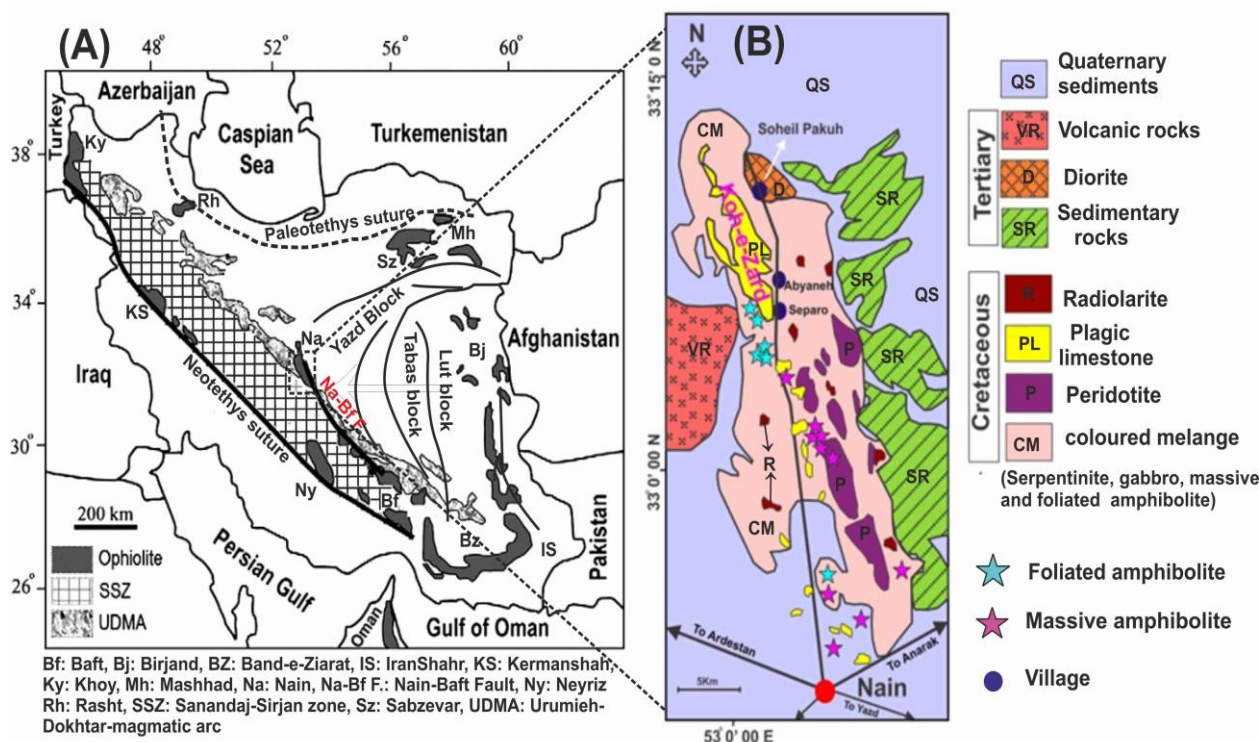 (A)
48°
52°
56°
60°
38°
34°
30°
26°
Azerbaijan
Turkey
Ky
Caspian
Sea
Turkemenistan
Rh
Paleotethys suture
Mh
Sz
KS
Na
Yazd Block
Tabas block
Lut block
Bj
Afghanistan
Iraq
Neotethys suture
Na-Bf F.
Ny
Bf
200 km
Persian Gulf
Bz
IS
Pakistan
Ophiolite
SSZ
UDMA
Oman
Gulf of Oman
Bf: Baft, Bj: Birjand, BZ: Band-e-Ziarat, IS: IranShahr, KS: Kermanshah,
Ky: Khoy, Mh: Mashhad, Na: Nain, Na-Bf F.: Nain-Baft Fault, Ny: Neyriz
Rh: Rasht, SSZ: Sanandaj-Sirjan zone, Sz: Sabzevar, UDMA: Urumieh-
Dokhtar-magmatic arc
(B)
N
33°15 N
33°0 00 N
53°0 00 E
QS
CM
Soheil Pakuh
D
SR
Koh-e-Zard
PL
Abyaneh
Separo
SR
QS
VR
P
SR
R
P
SR
CM
P
To Ardestan
To Anarak
5Km
Nain
To Yazd
QS
Quaternary
sediments
Tertiary
VR
Volcanic rocks
D
Diorite
SR
Sedimentary
rocks
Cretaceous
R
Radiolarite
PL
Plagic
limestone
P
Peridotite
CM
coloured melange
(Serpentinite, gabbro, massive
and foliated amphibolite)
Foliated amphibolite
Massive amphibolite
Village